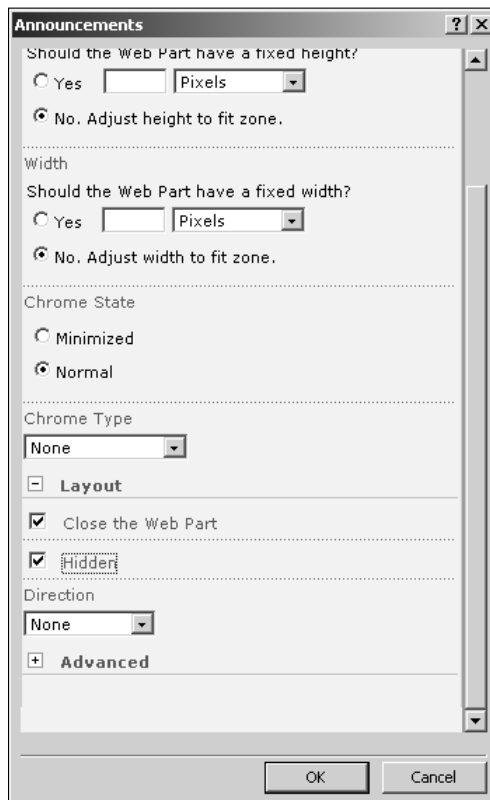 Announcements
Should the Web Part have a fixed height?
Yes Pixels
No. Adjust height to fit zone.
Width
Should the Web Part have a fixed width?
Yes Pixels
No. Adjust width to fit zone.
Chrome State
Minimized
Normal
Chrome Type
None
Layout
Close the Web Part
Hidden
Direction
None
Advanced
OK Cancel